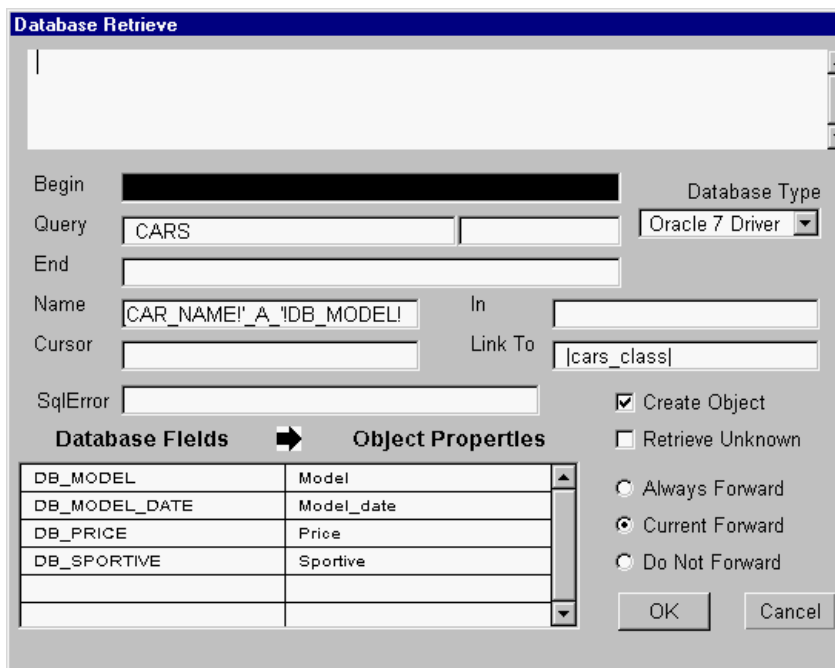 Database Retrieve
Begin
Database Type
Query CARS Oracle 7 Driver
End
Name CAR_NAME!'_A_'!DB_MODEL! In
Cursor Link To |cars_class|
SqlError Create Object
Database Fields Object Properties Retrieve Unknown
DB_MODEL Model
DB_MODEL_DATE Model_date Always Forward
DB_PRICE Price Current Forward
DB_SPORTIVE Sportive Do Not Forward
OK Cancel